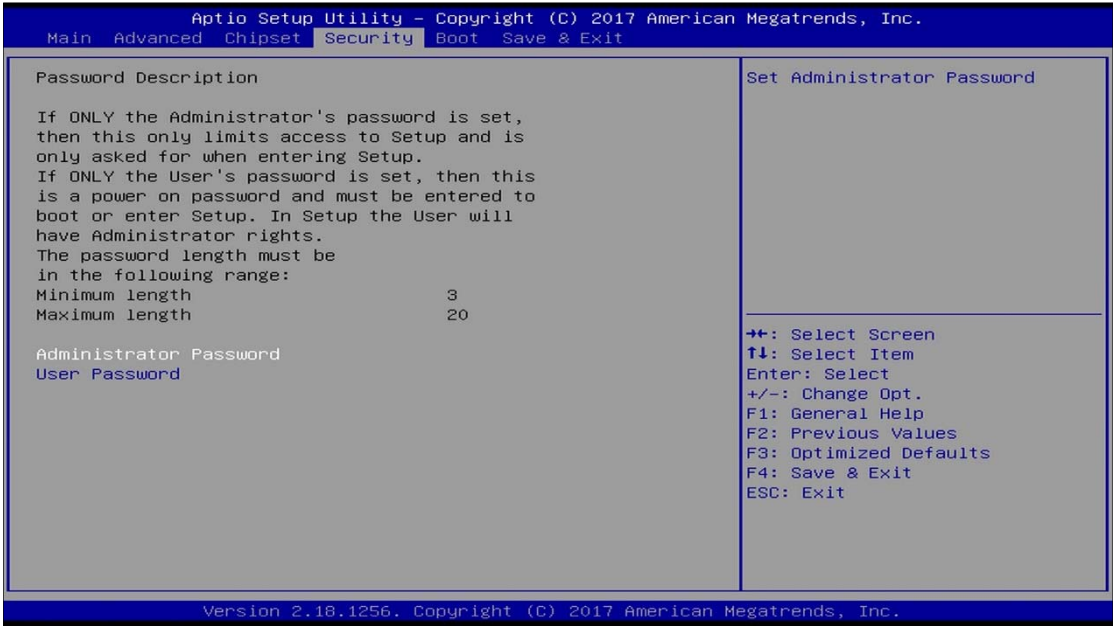 Aptio Setup Utility – Copyright (C) 2017 American Megatrends, Inc.
Main Advanced Chipset Security Boot Save & Exit
Password Description
If ONLY the Administrator's password is set,
then this only limits access to Setup and is
only asked for when entering Setup.
If ONLY the User's password is set, then this
is a power on password and must be entered to
boot or enter Setup. In Setup the User will
have Administrator rights.
The password length must be
in the following range:
Minimum length 3
Maximum length 20
Administrator Password
User Password
Set Administrator Password
→←: Select Screen
↑↓: Select Item
Enter: Select
+/-: Change Opt.
F1: General Help
F2: Previous Values
F3: Optimized Defaults
F4: Save & Exit
ESC: Exit
Version 2.18.1256. Copyright (C) 2017 American Megatrends, Inc.